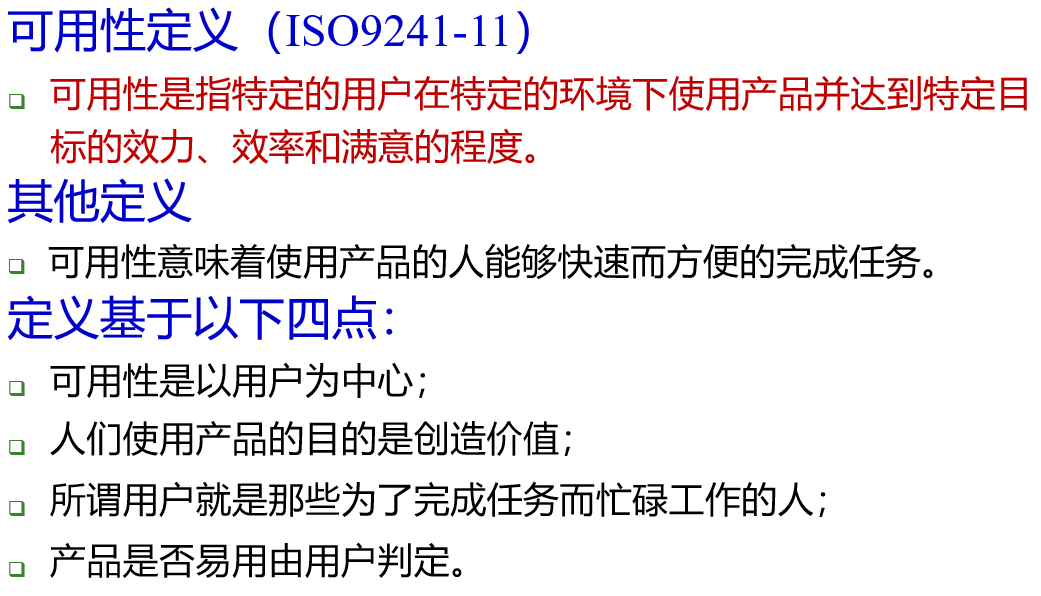 可用性定义（ISO9241-11）
可用性是指特定的用户在特定的环境下使用产品并达到特定目
标的效力、效率和满意的程度。
其他定义
可用性意味着使用产品的人能够快速而方便的完成任务。
定义基于以下四点：
可用性是以用户为中心；
人们使用产品的目的是创造价值；
所谓用户就是那些为了完成任务而忙碌工作的人；
产品是否易用由用户判定。